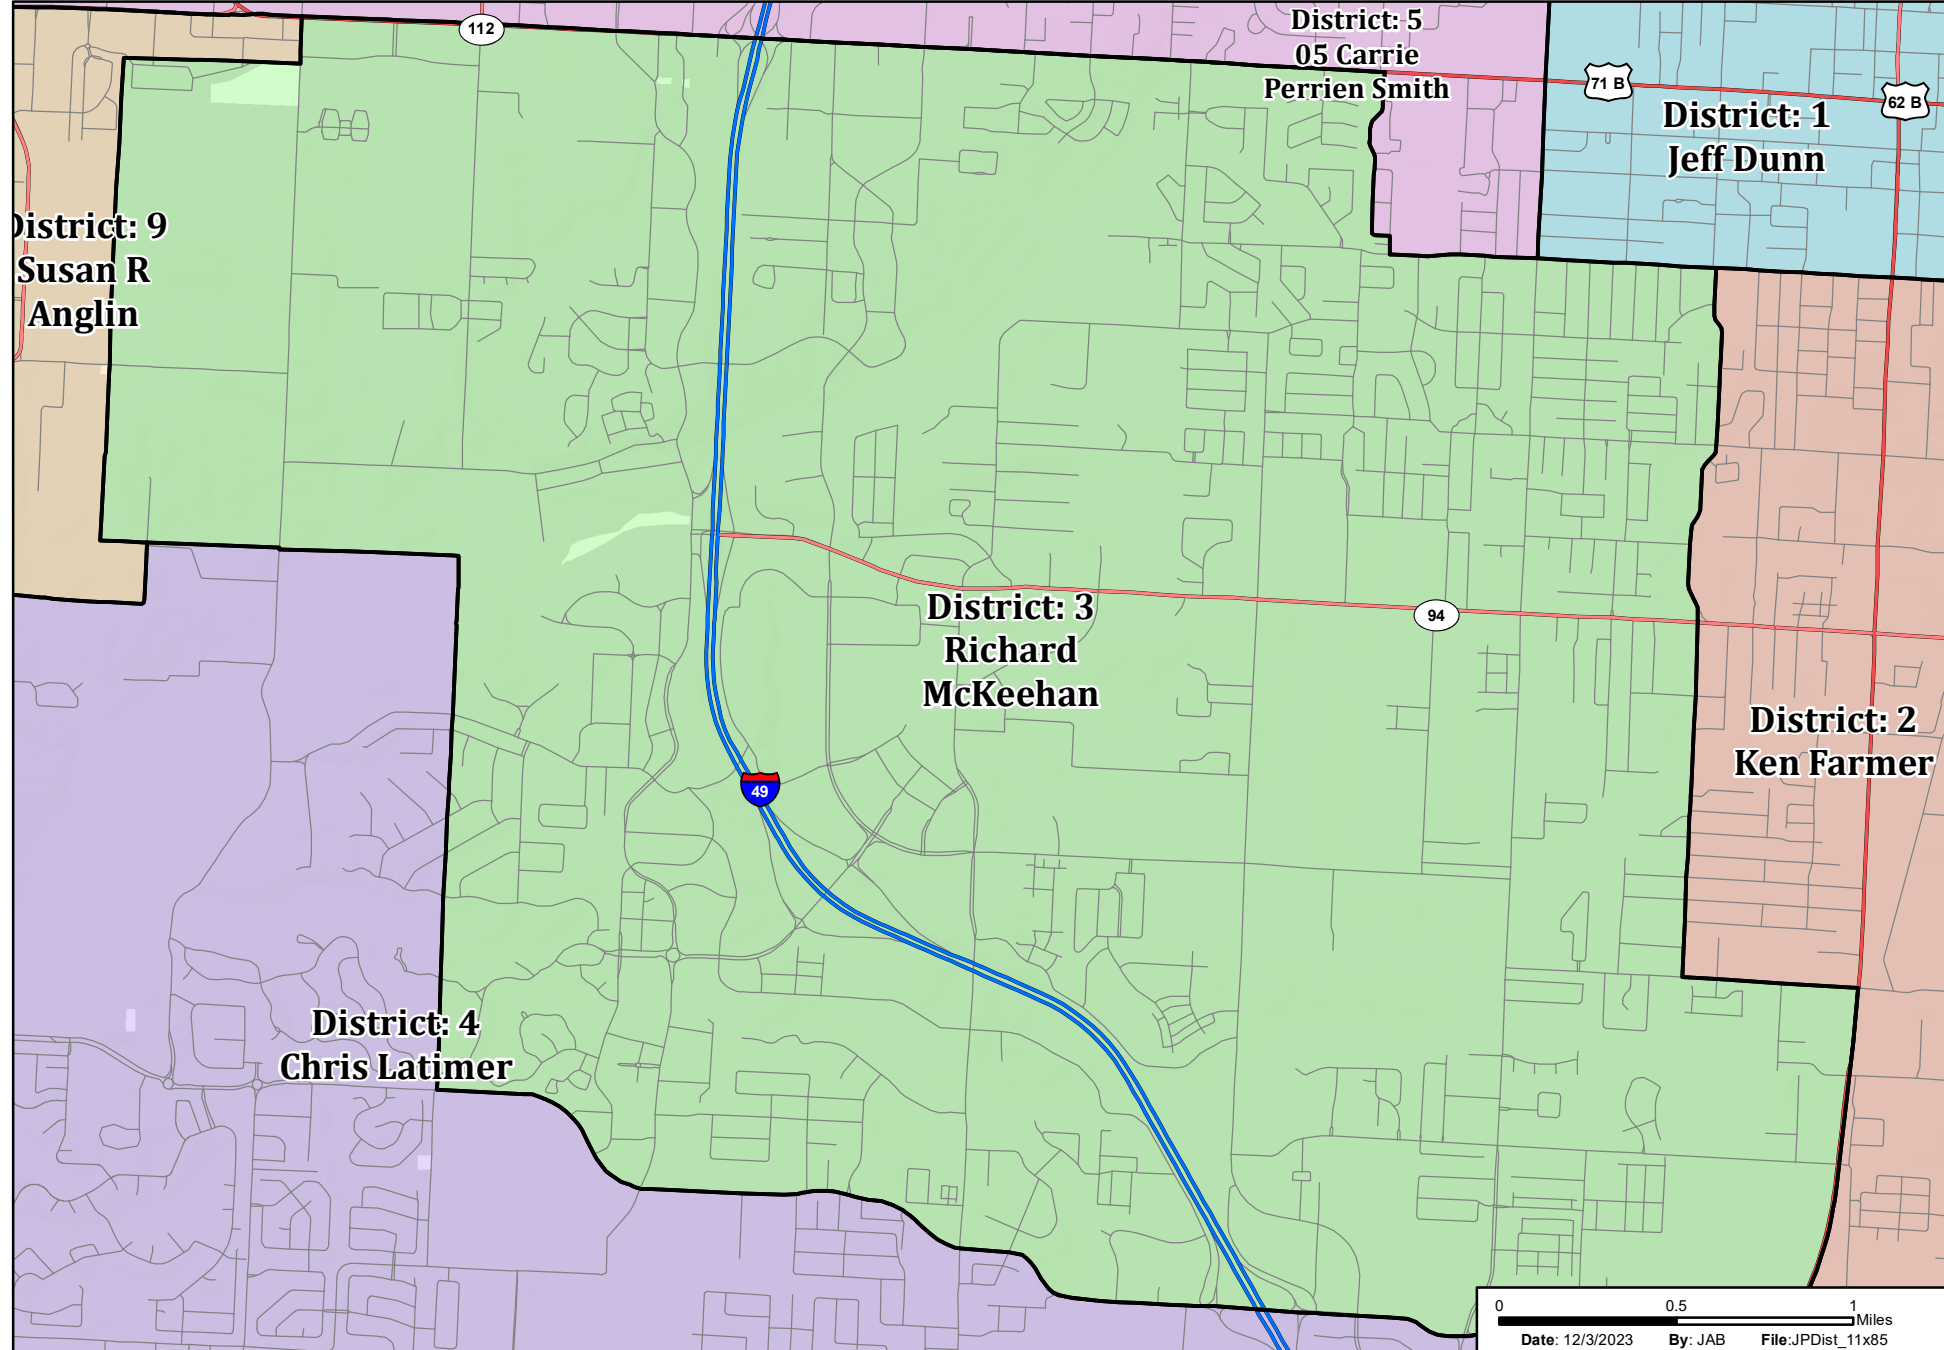 112
District: 5
05 Carrie
Perrien Smith
71 B
62 B
District: 1
Jeff Dunn
District: 9
Susan R
Anglin
District: 3
Richard
McKeehan
94
District: 2
Ken Farmer
49
District: 4
Chris Latimer
0 0.5 1
Miles
Date: 12/3/2023 By: JAB File:JPDist_11x85